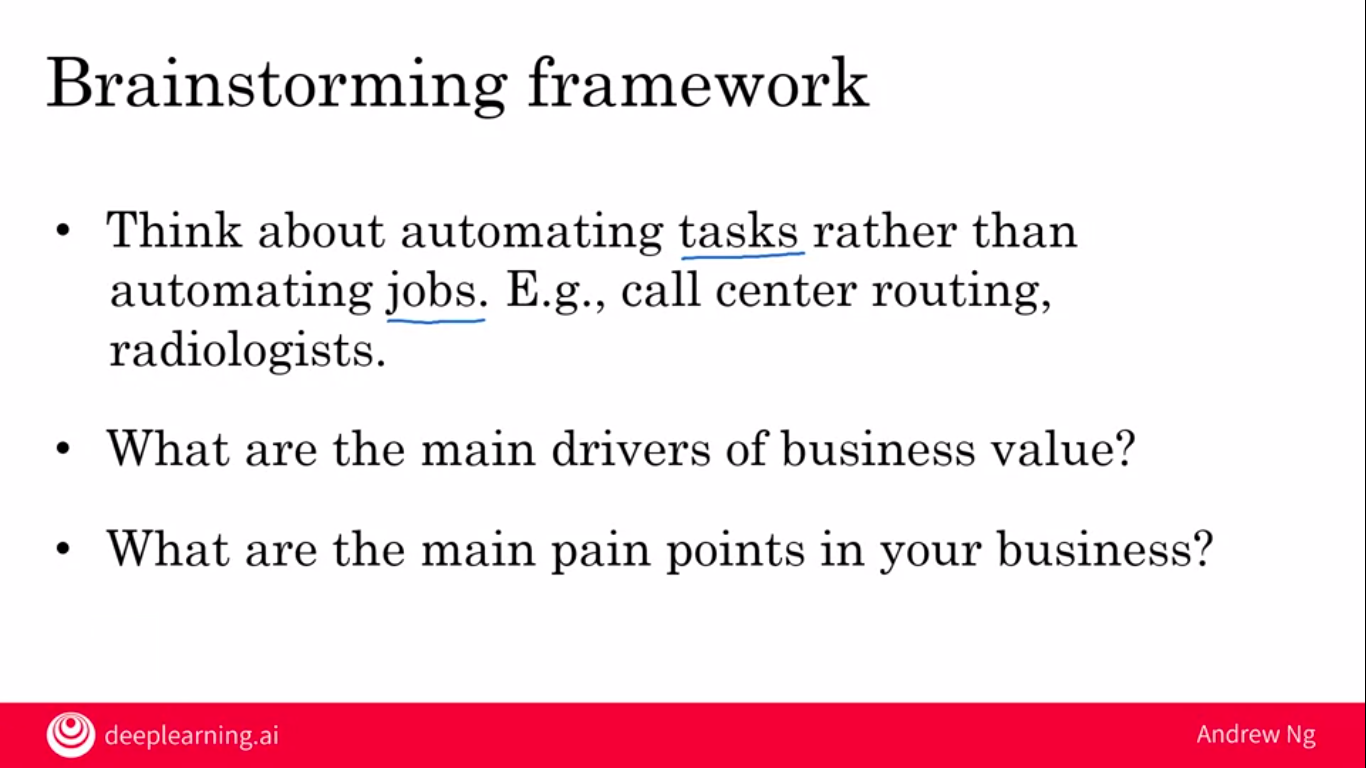 Brainstorming framework
• Think about automating tasks rather than
automating jobs. E.g., call center routing,
radiologists.
• What are the main drivers of business value?
• What are the main pain points in your business?
deeplearning.ai
Andrew Ng